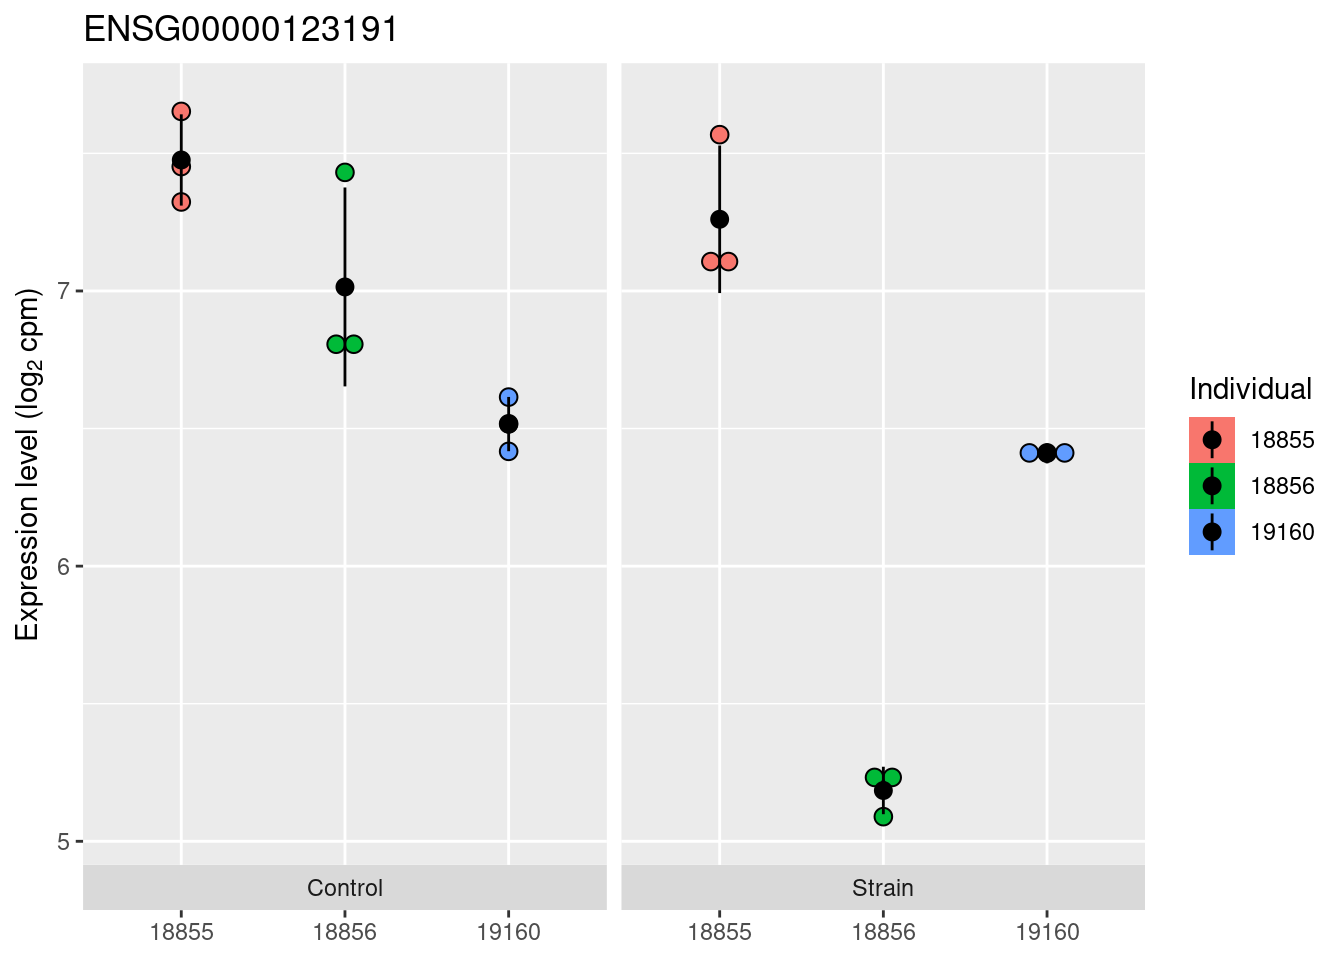 ENSG00000123191
Expression level (log₂ cpm)
7
6
5
Control
Strain
18855
18856
19160
18855
18856
19160
Individual
18855
18856
19160